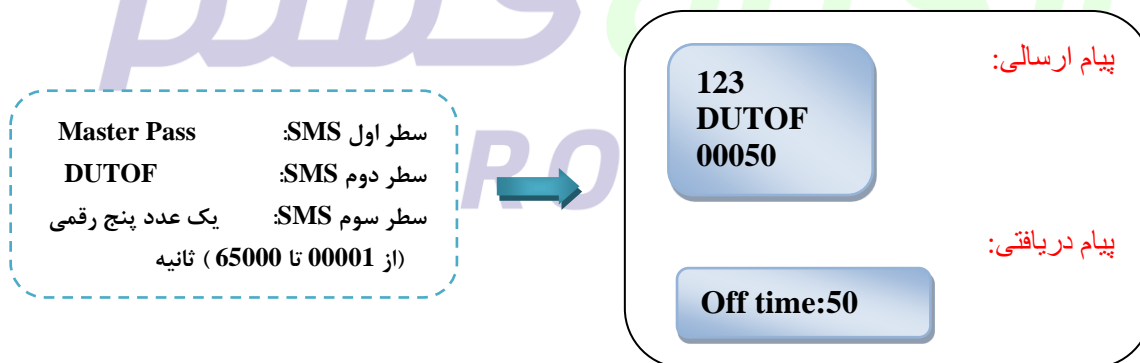 سطر اول SMS: Master Pass
سطر دوم SMS: DUTOF
سطر سوم SMS: یک عدد پنج رقمی
(از 00001 تا 65000 ) ثانیه
پیام ارسالی:
123
DUTOF
00050
پیام دریافتی:
Off time:50
RO